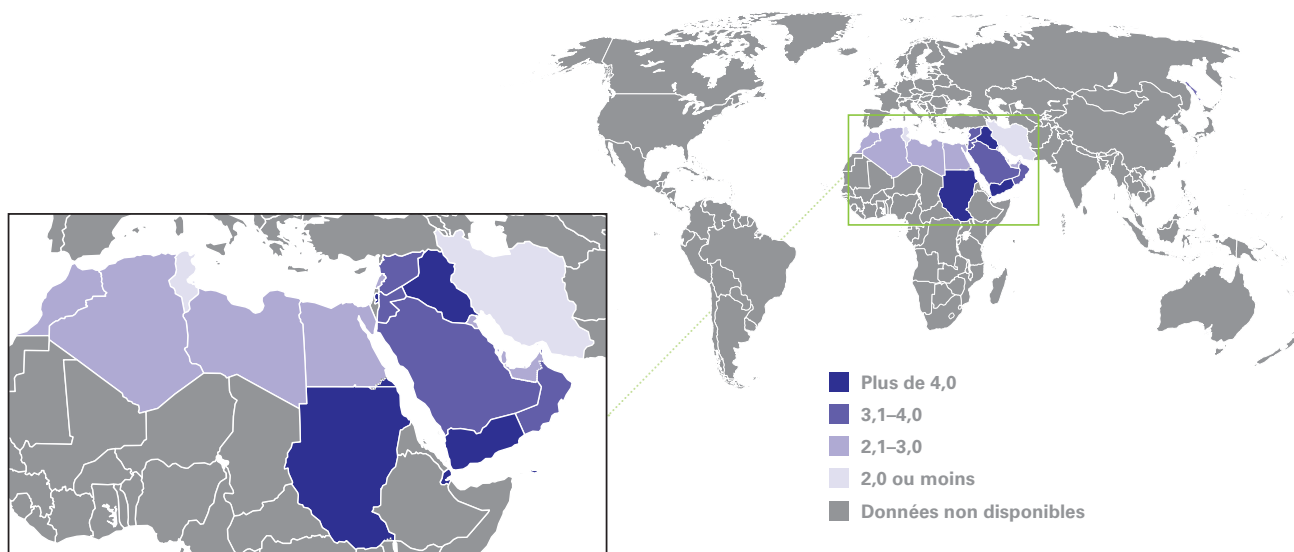 Plus de 4,0
3,1–4,0
2,1–3,0
2,0 ou moins
Données non disponibles